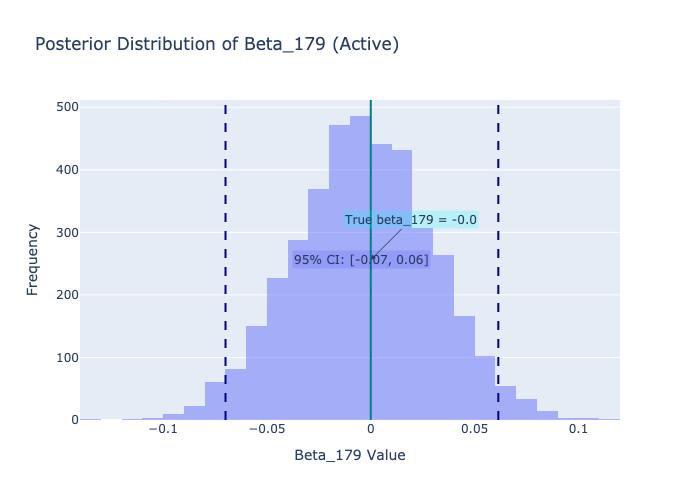 Posterior Distribution of Beta_179 (Active)
500
400
300
200
100
0
Frequency
True beta_179 = -0.0
95% CI: [-0.07, 0.06]
−0.1
−0.05
0
0.05
0.1
Beta_179 Value